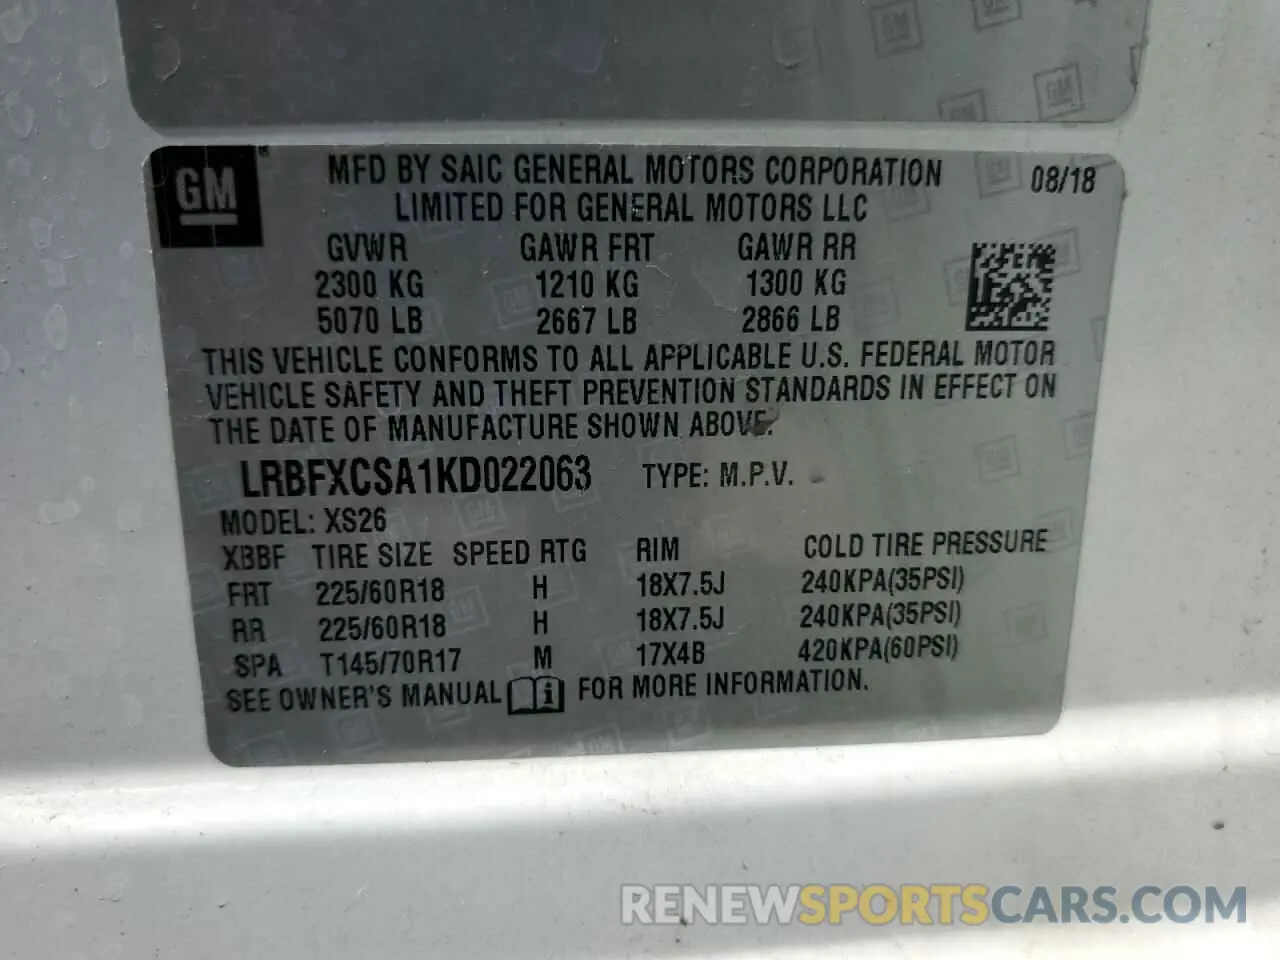 GM
MFD BY SAIC GENERAL MOTORS CORPORATION 08/18
LIMITED FOR GENERAL MOTORS LLC
GVWR GAWR FRT GAWR RR
2300 KG 1210 KG 1300 KG
5070 LB 2667 LB 2866 LB
THIS VEHICLE CONFORMS TO ALL APPLICABLE U.S. FEDERAL MOTOR
VEHICLE SAFETY AND THEFT PREVENTION STANDARDS IN EFFECT ON
THE DATE OF MANUFACTURE SHOWN ABOVE.
LRBFXCSA1KD022063 TYPE: M.P.V.
MODEL: XS26
XBBF TIRE SIZE SPEED RTG RIM COLD TIRE PRESSURE
FRT 225/60R18 H 18X7.5J 240KPA(35PSI)
RR 225/60R18 H 18X7.5J 240KPA(35PSI)
SPA T145/70R17 M 17X4B 420KPA(60PSI)
SEE OWNER'S MANUAL i FOR MORE INFORMATION.
RENEWSPORTSCARS.COM